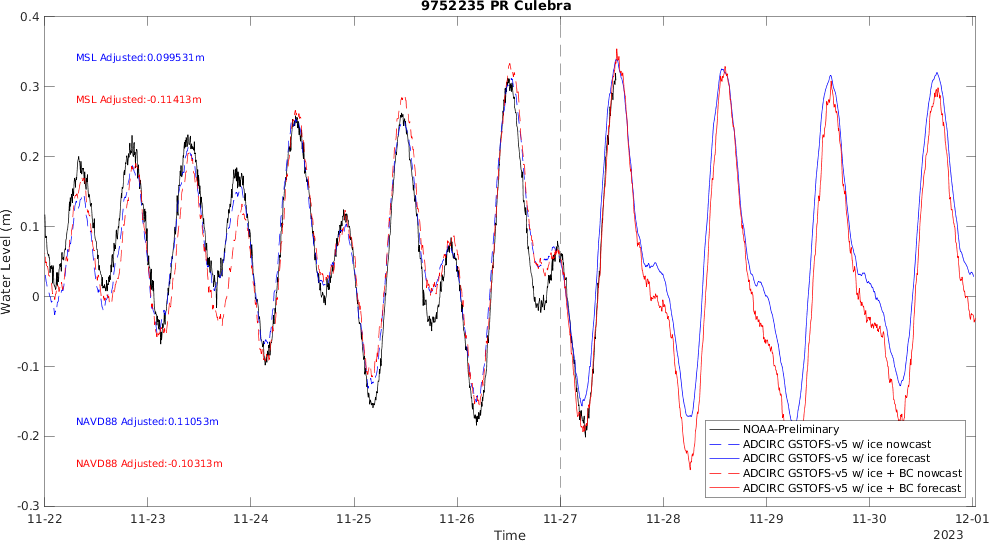 9752235 PR Culebra
0.4
0.3
0.2
0.1
0
-0.1
-0.2
-0.3
Water Level (m)
MSL Adjusted:0.099531m
MSL Adjusted:-0.11413m
NAVD88 Adjusted:0.11053m
NAVD88 Adjusted:-0.10313m
NOAA-Preliminary
ADCIRC GSTOFS-v5 w/ ice nowcast
ADCIRC GSTOFS-v5 w/ ice forecast
ADCIRC GSTOFS-v5 w/ ice + BC nowcast
ADCIRC GSTOFS-v5 w/ ice + BC forecast
11-22 11-23 11-24 11-25 11-26 11-27 11-28 11-29 11-30 12-01
Time
2023